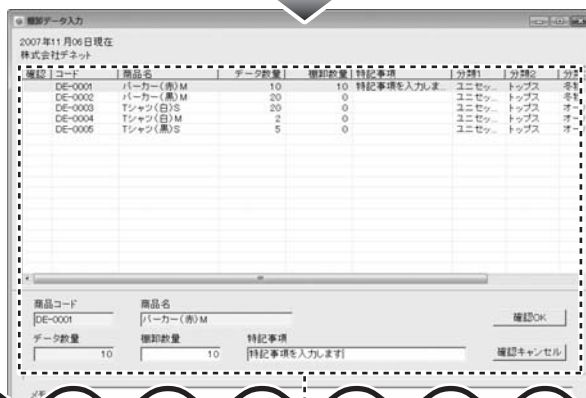 棚卸データ入力
2007年11月06日現在
株式会社デネット
確認 コード 商品名 データ数量 棚卸数量 特記事項 分類1 分類2 分類
DE-0001 パーカー(赤)M 10 10 特記事項を入力しま... ユニセッ... トップス
DE-0002 パーカー(黒)M 20 0 ユニセッ... トップス
DE-0003 Tシャツ(白)S 20 0 ユニセッ... トップス オー
DE-0004 Tシャツ(白)M 2 0 ユニセッ... トップス オー
DE-0005 Tシャツ(黒)S 5 0 ユニセッ... トップス オー
商品コード 商品名
DE-0001 パーカー(赤)M 確認OK
データ数量 棚卸数量 特記事項
10 10 特記事項を入力します 確認キャンセル
メモ